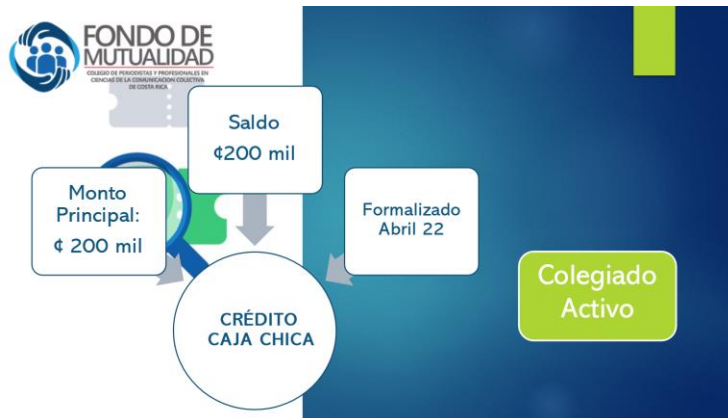 FONDO DE
MUTUALIDAD
COLEGIO DE PERIODISTAS Y PROFESIONALES EN
CIENCIAS DE LA COMUNICACION COLECTIVA
DE COSTA RICA
Saldo
¢200 mil
Monto
Principal:
¢ 200 mil
Formalizado
Abril 22
CRÉDITO
CAJA CHICA
Colegiado
Activo